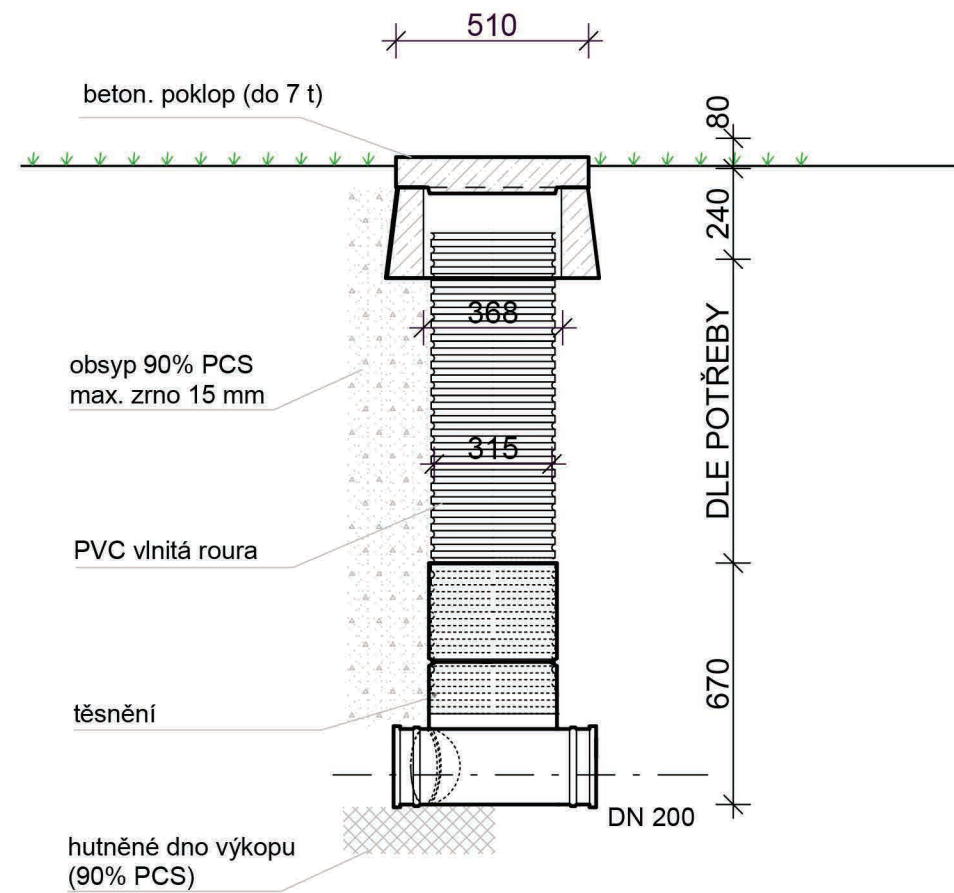 510
beton. poklop (do 7 t)
80
240
368
obsyp 90% PCS
max. zrno 15 mm
DLE POTŘEBY
315
PVC vlnitá roura
670
těsnění
DN 200
hutněné dno výkopu
(90% PCS)